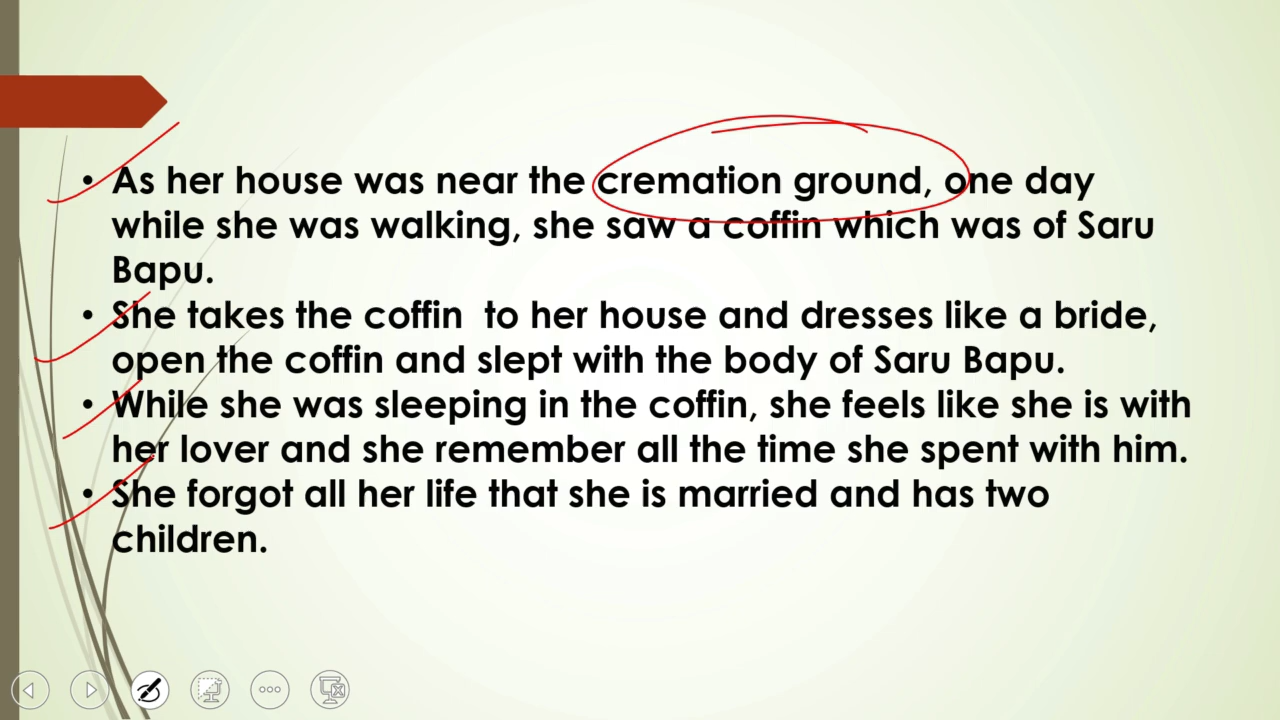 • As her house was near the cremation ground, one day
while she was walking, she saw a coffin which was of Saru
Bapu.
• She takes the coffin  to her house and dresses like a bride,
open the coffin and slept with the body of Saru Bapu.
• While she was sleeping in the coffin, she feels like she is with
her lover and she remember all the time she spent with him.
• She forgot all her life that she is married and has two
children.